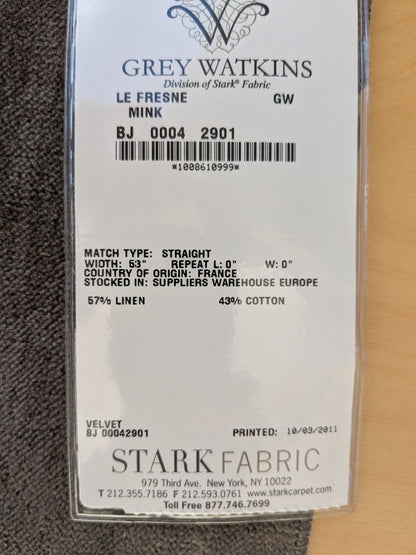 GREY WATKINS
Division of Stark® Fabric
LE FRESNE GW
MINK
BJ 0004 2901
*1008610999*
MATCH TYPE: STRAIGHT
WIDTH: 53" REPEAT L: 0" W: 0"
COUNTRY OF ORIGIN: FRANCE
STOCKED IN: SUPPLIERS WAREHOUSE EUROPE
57% LINEN 43% COTTON
VELVET
BJ 00042901 PRINTED: 10/03/2011
STARK FABRIC
979 Third Ave. New York, NY 10022
T 212.355.7186 F 212.593.0761 www.starkcarpet.com
Toll Free 877.746.7699